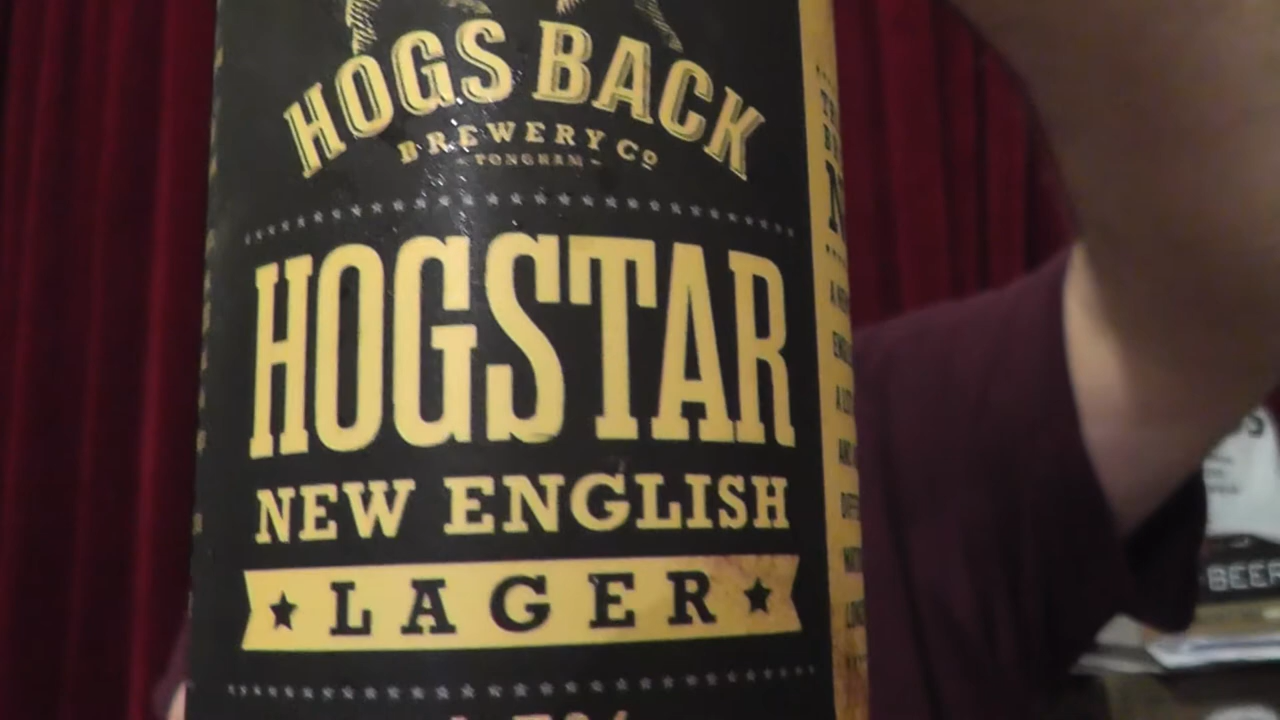 HOGS BACK
BREWERY Co
- TONGHAM -
HOGSTAR
NEW ENGLISH
LAGER
BEER